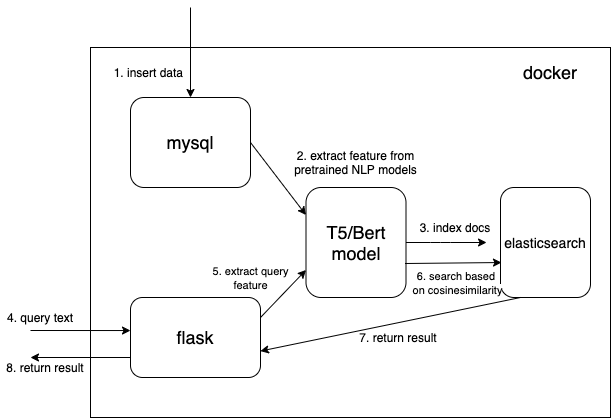 1. insert data
docker
mysql
2. extract feature from
pretrained NLP models
T5/Bert
model
3. index docs
elasticsearch
5. extract query
feature
6. search based
on cosinesimilarity
4. query text
flask
7. return result
8. return result